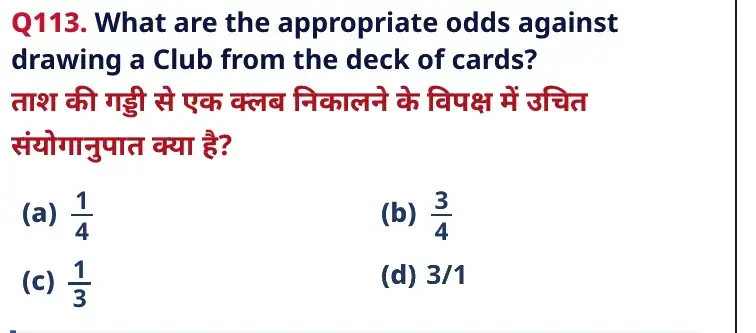 Q113. What are the appropriate odds against
drawing a Club from the deck of cards?
ताश की गड्डी से एक क्लब निकालने के विपक्ष में उचित
संयोगानुपात क्या है?
(a) 1/4 (b) 3/4
(c) 1/3 (d) 3/1